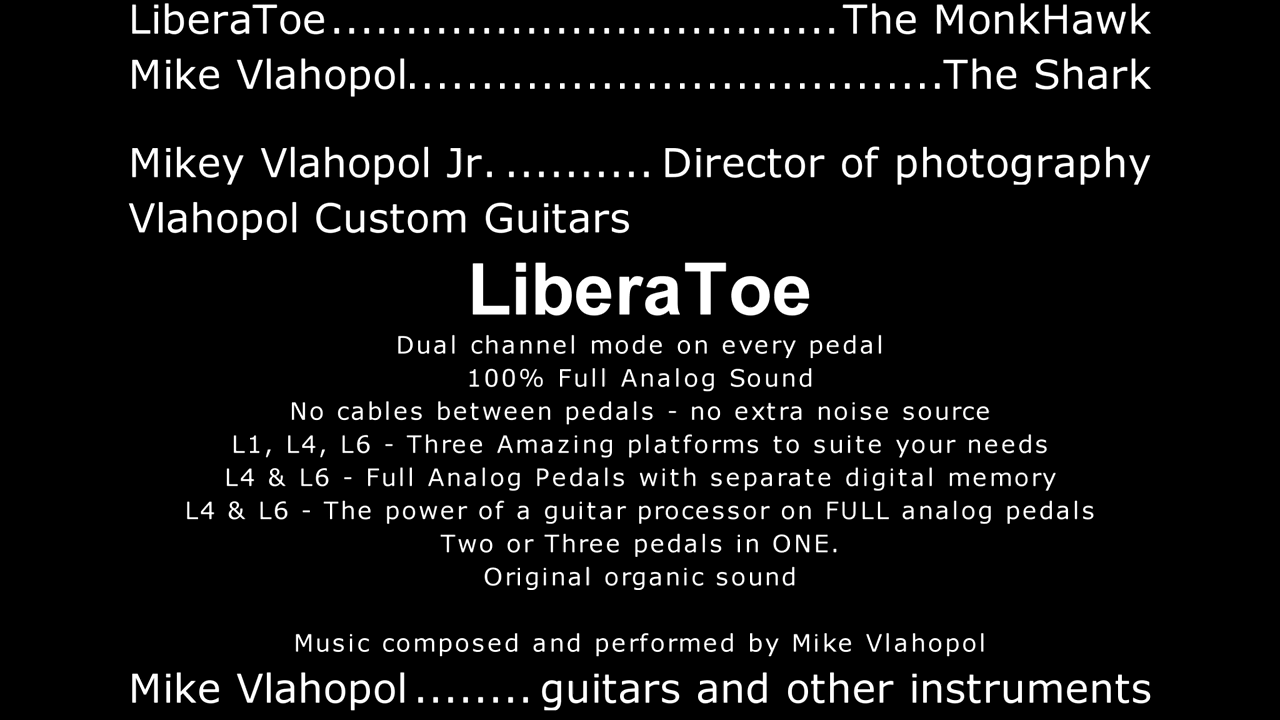 LiberaToe..................................The MonkHawk
Mike Vlahopol....................................The Shark
Mikey Vlahopol Jr. .......... Director of photography
Vlahopol Custom Guitars
LiberaToe
Dual channel mode on every pedal
100% Full Analog Sound
No cables between pedals - no extra noise source
L1, L4, L6 - Three Amazing platforms to suite your needs
L4 & L6 - Full Analog Pedals with separate digital memory
L4 & L6 - The power of a guitar processor on FULL analog pedals
Two or Three pedals in ONE.
Original organic sound
Music composed and performed by Mike Vlahopol
Mike Vlahopol ........ guitars and other instruments